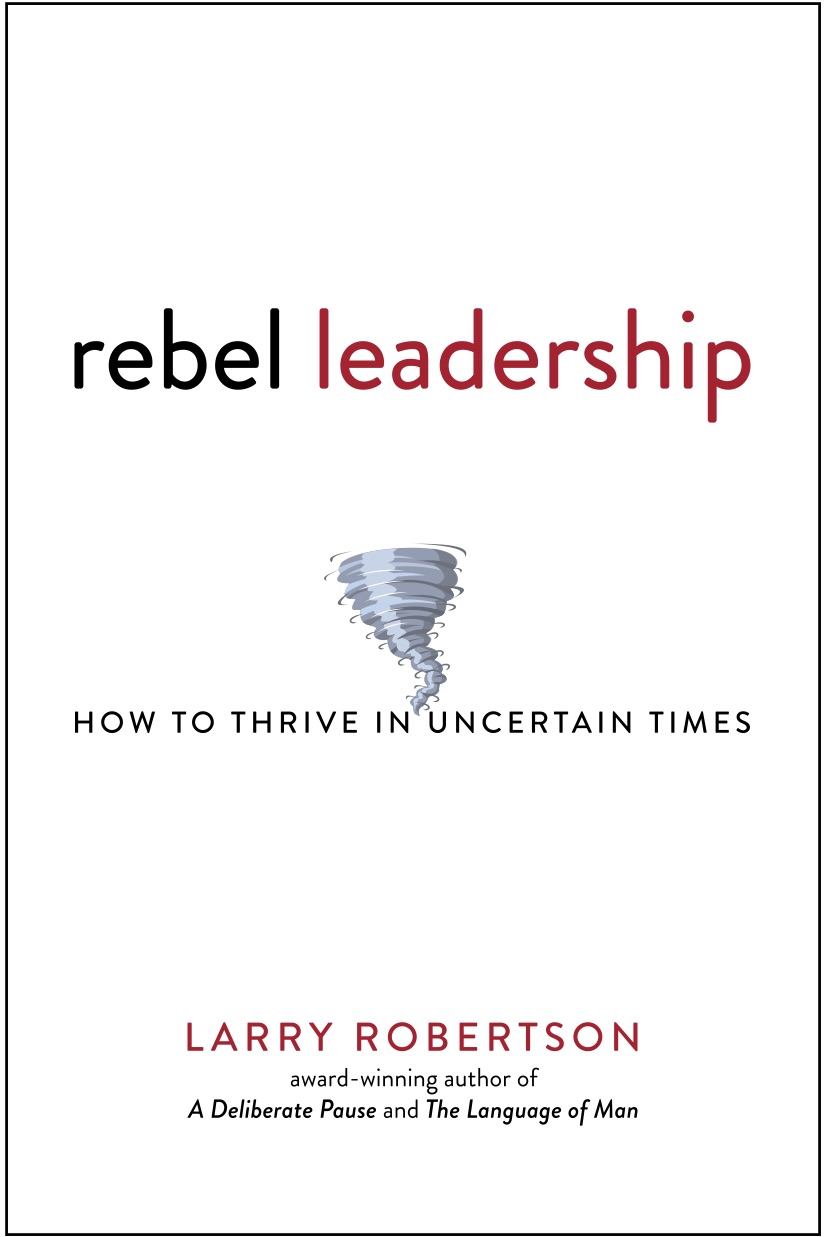 rebel leadership
HOW TO THRIVE IN UNCERTAIN TIMES
LARRY ROBERTSON
award-winning author of
A Deliberate Pause and The Language of Man